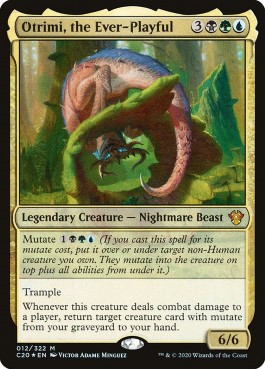 Otrimi, the Ever-Playful 3
Legendary Creature — Nightmare Beast
Mutate 1 (If you cast this spell for its
mutate cost, put it over or under target non-Human
creature you own. They mutate into the creature on
top plus all abilities from under it.)
Trample
Whenever this creature deals combat damage to
a player, return target creature card with mutate
from your graveyard to your hand.
6/6
012/322 M
C20 ★ EN VICTOR ADAME MINGUEZ
™ & © 2020 Wizards of the Coast